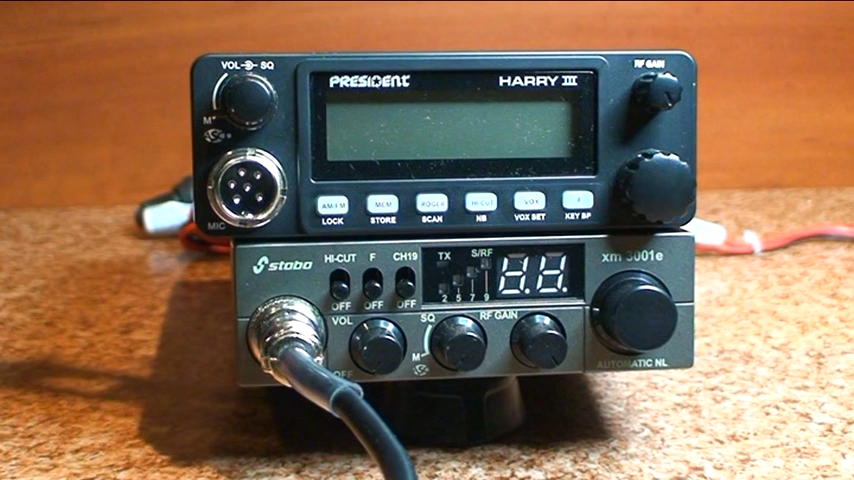 VOL SQ
PRESIDENT
HARRY III
RF GAIN
M
AM/FM
MEM
ROGER
HI-CUT
VOX
F
LOCK
STORE
SCAN
NB
VOX SET
KEY BP
MIC
stabo
HI-CUT F CH19
TX S/RF
xm 3001e
2 5 7 9
OFF OFF OFF
VOL
SQ
RF GAIN
M
OFF
AUTOMATIC NL